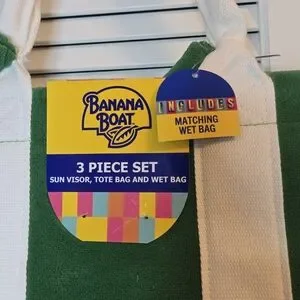 BANANA
BOAT
3 PIECE SET
SUN VISOR, TOTE BAG AND WET BAG
INCLUDES
MATCHING
WET BAG